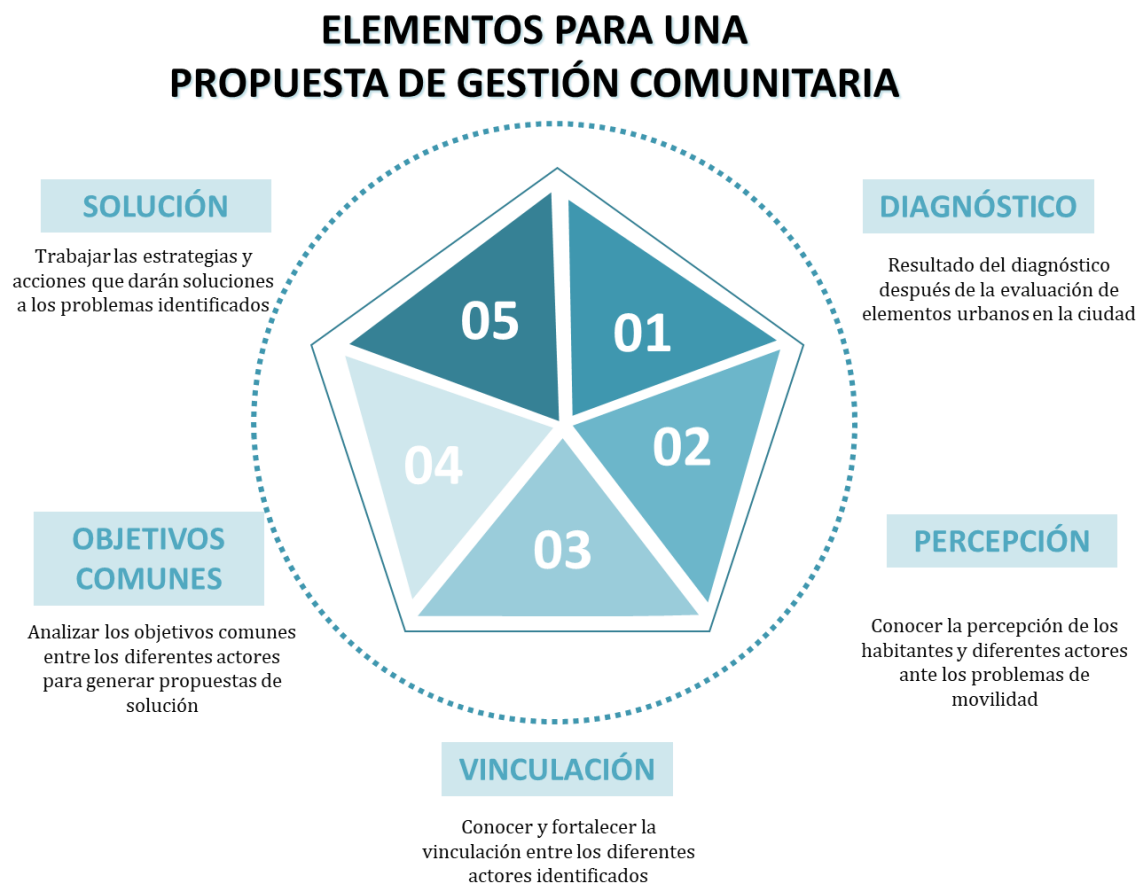 ELEMENTOS PARA UNA
PROPUESTA DE GESTIÓN COMUNITARIA
SOLUCIÓN
Trabajar las estrategias y
acciones que darán soluciones
a los problemas identificados
DIAGNÓSTICO
Resultado del diagnóstico
después de la evaluación de
elementos urbanos en la ciudad
05
01
04
02
03
OBJETIVOS
COMUNES
Analizar los objetivos comunes
entre los diferentes actores
para generar propuestas de
solución
PERCEPCIÓN
Conocer la percepción de los
habitantes y diferentes actores
ante los problemas de
movilidad
VINCULACIÓN
Conocer y fortalecer la
vinculación entre los diferentes
actores identificados